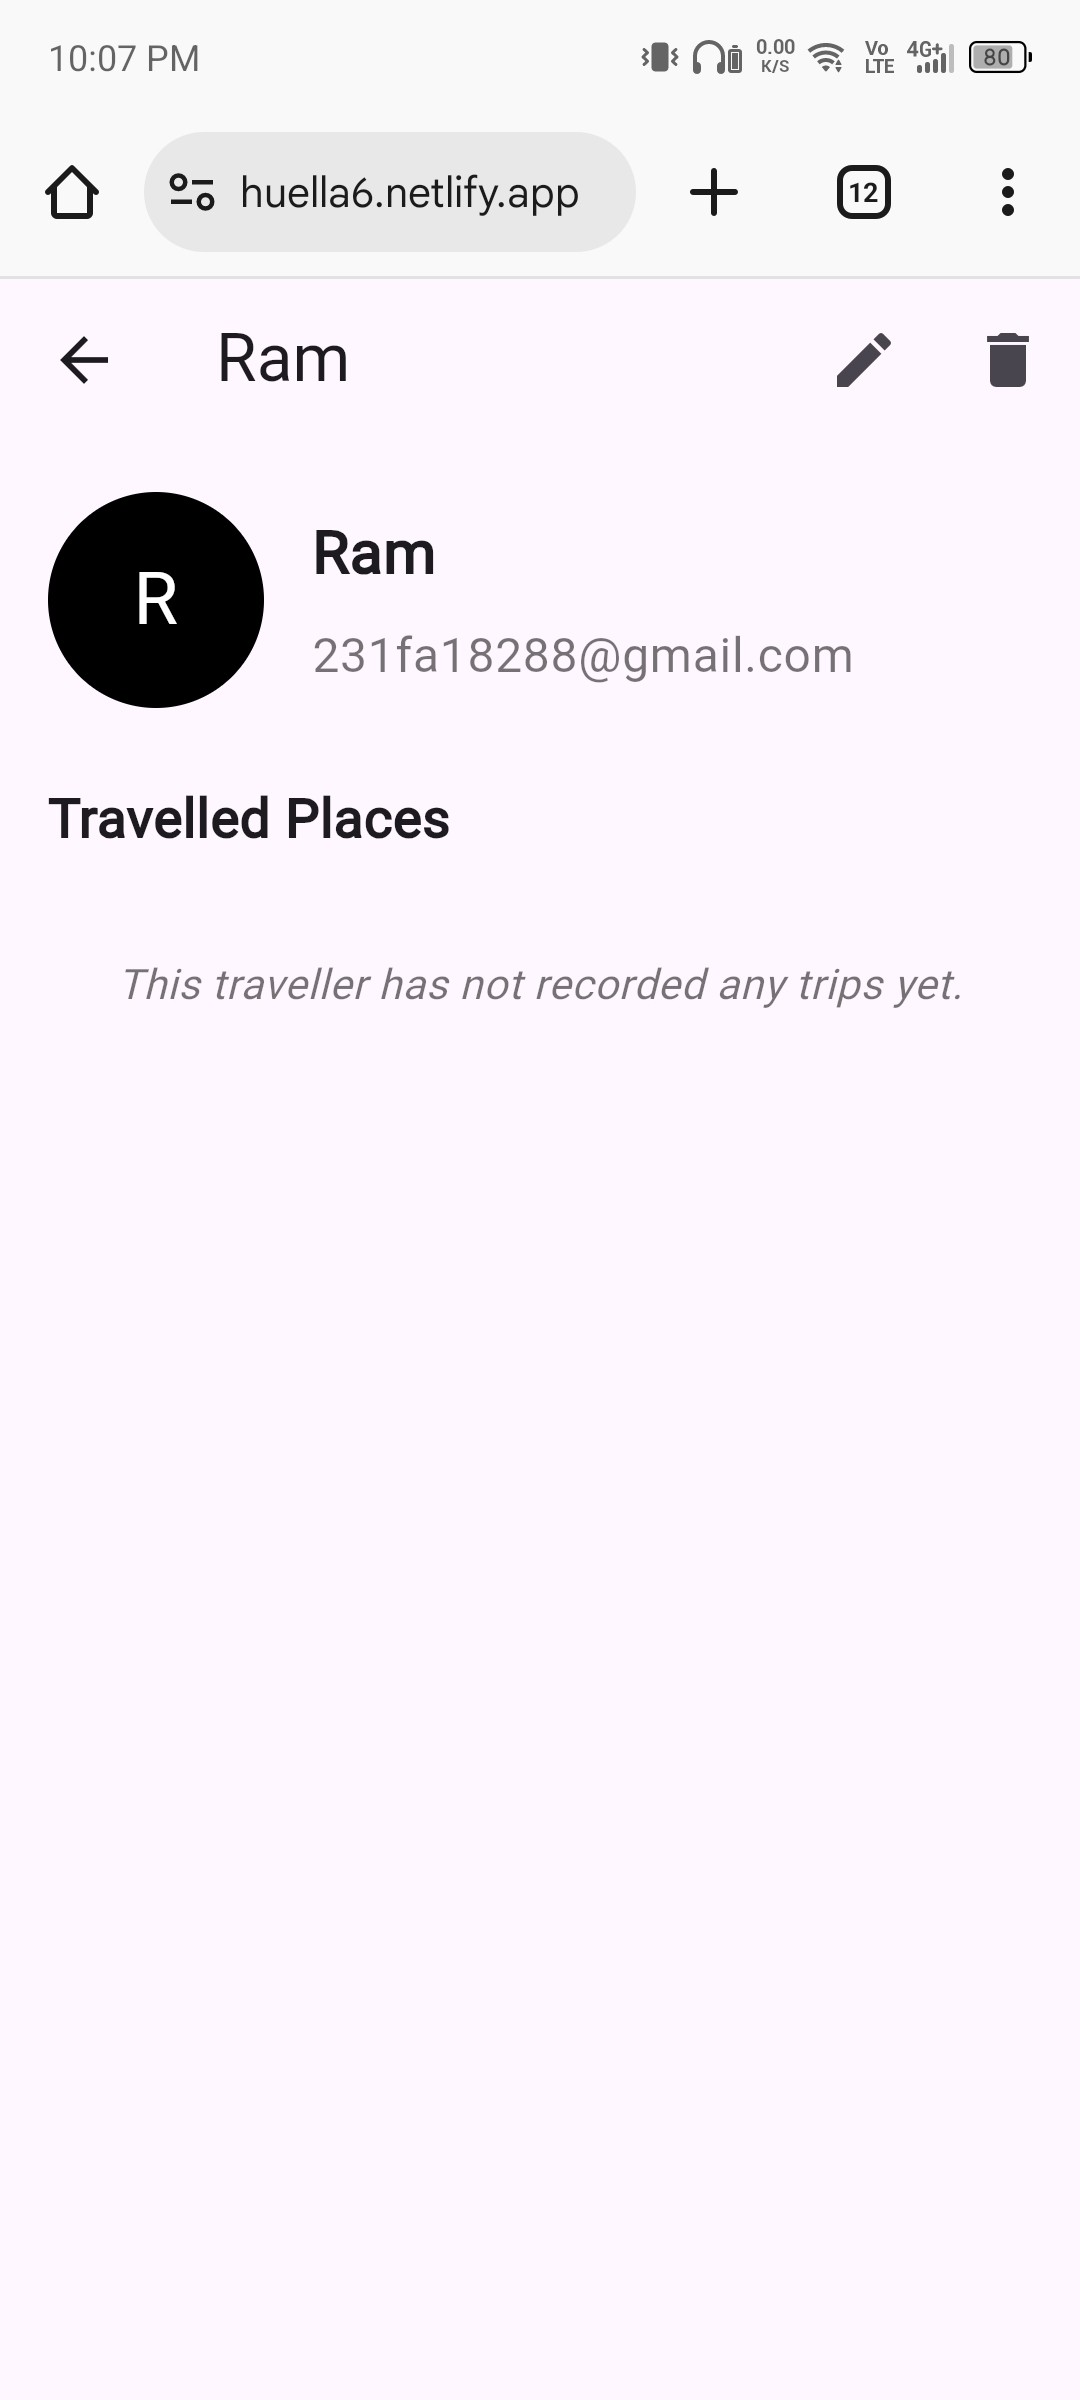 10:07 PM
0.00
K/S
Vo
LTE
4G+
80
huella6.netlify.app
12
Ram
R
Ram
231fa18288@gmail.com
Travelled Places
This traveller has not recorded any trips yet.